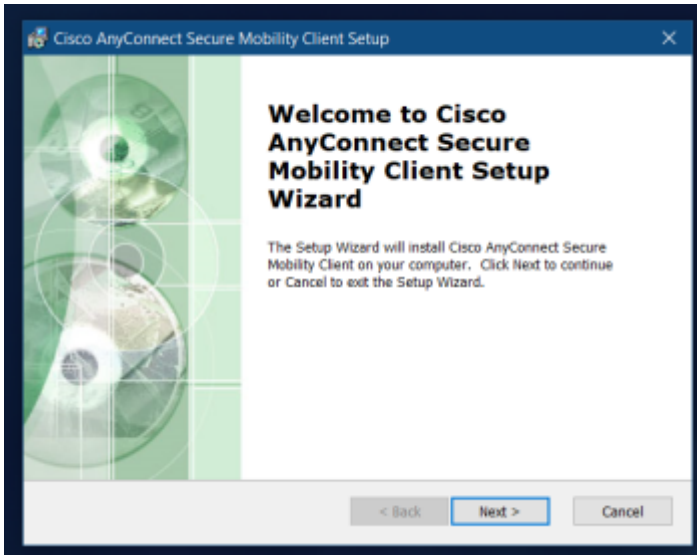 Cisco AnyConnect Secure Mobility Client Setup
Welcome to Cisco
AnyConnect Secure
Mobility Client Setup
Wizard
The Setup Wizard will install Cisco AnyConnect Secure
Mobility Client on your computer. Click Next to continue
or Cancel to exit the Setup Wizard.
< Back Next > Cancel